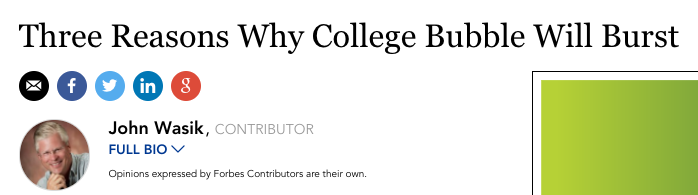 Three Reasons Why College Bubble Will Burst
John Wasik, CONTRIBUTOR
FULL BIO
Opinions expressed by Forbes Contributors are their own.